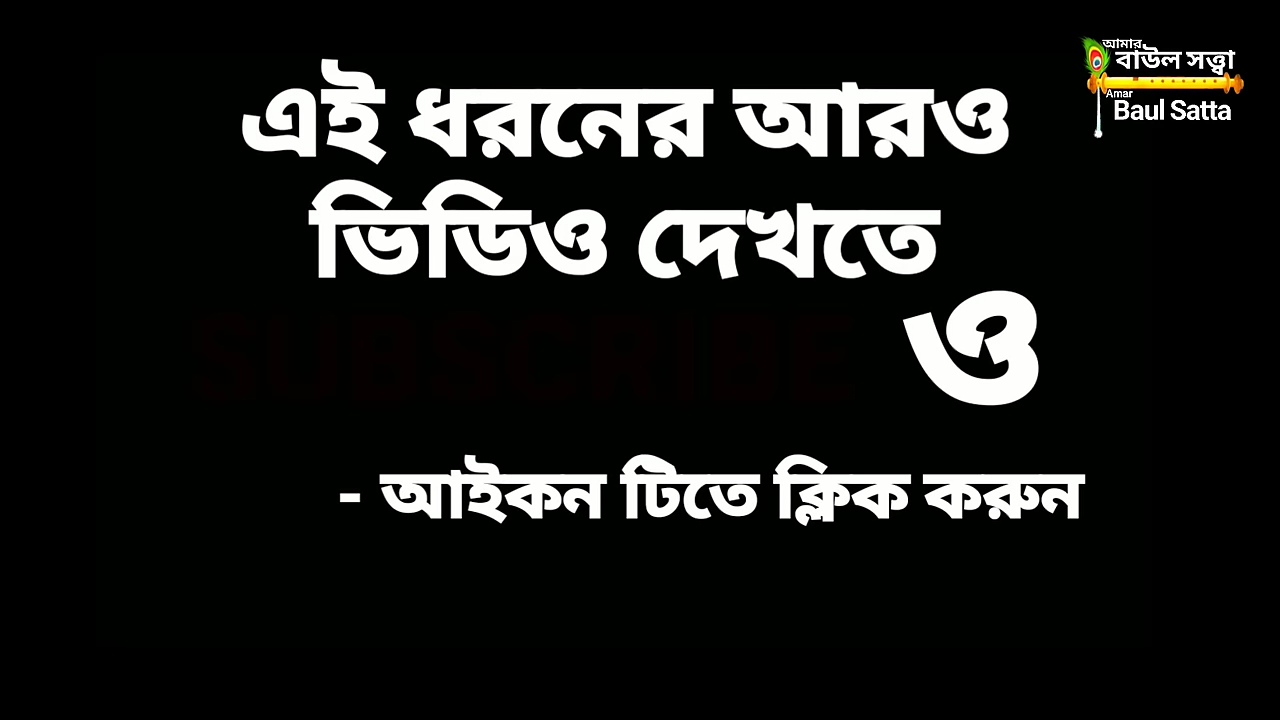 আমার
বাউল সত্ত্বা
Amar
Baul Satta
এই ধরনের আরও
ভিডিও দেখতে
SUBSCRIBE ও
- আইকন টিতে ক্লিক করুন